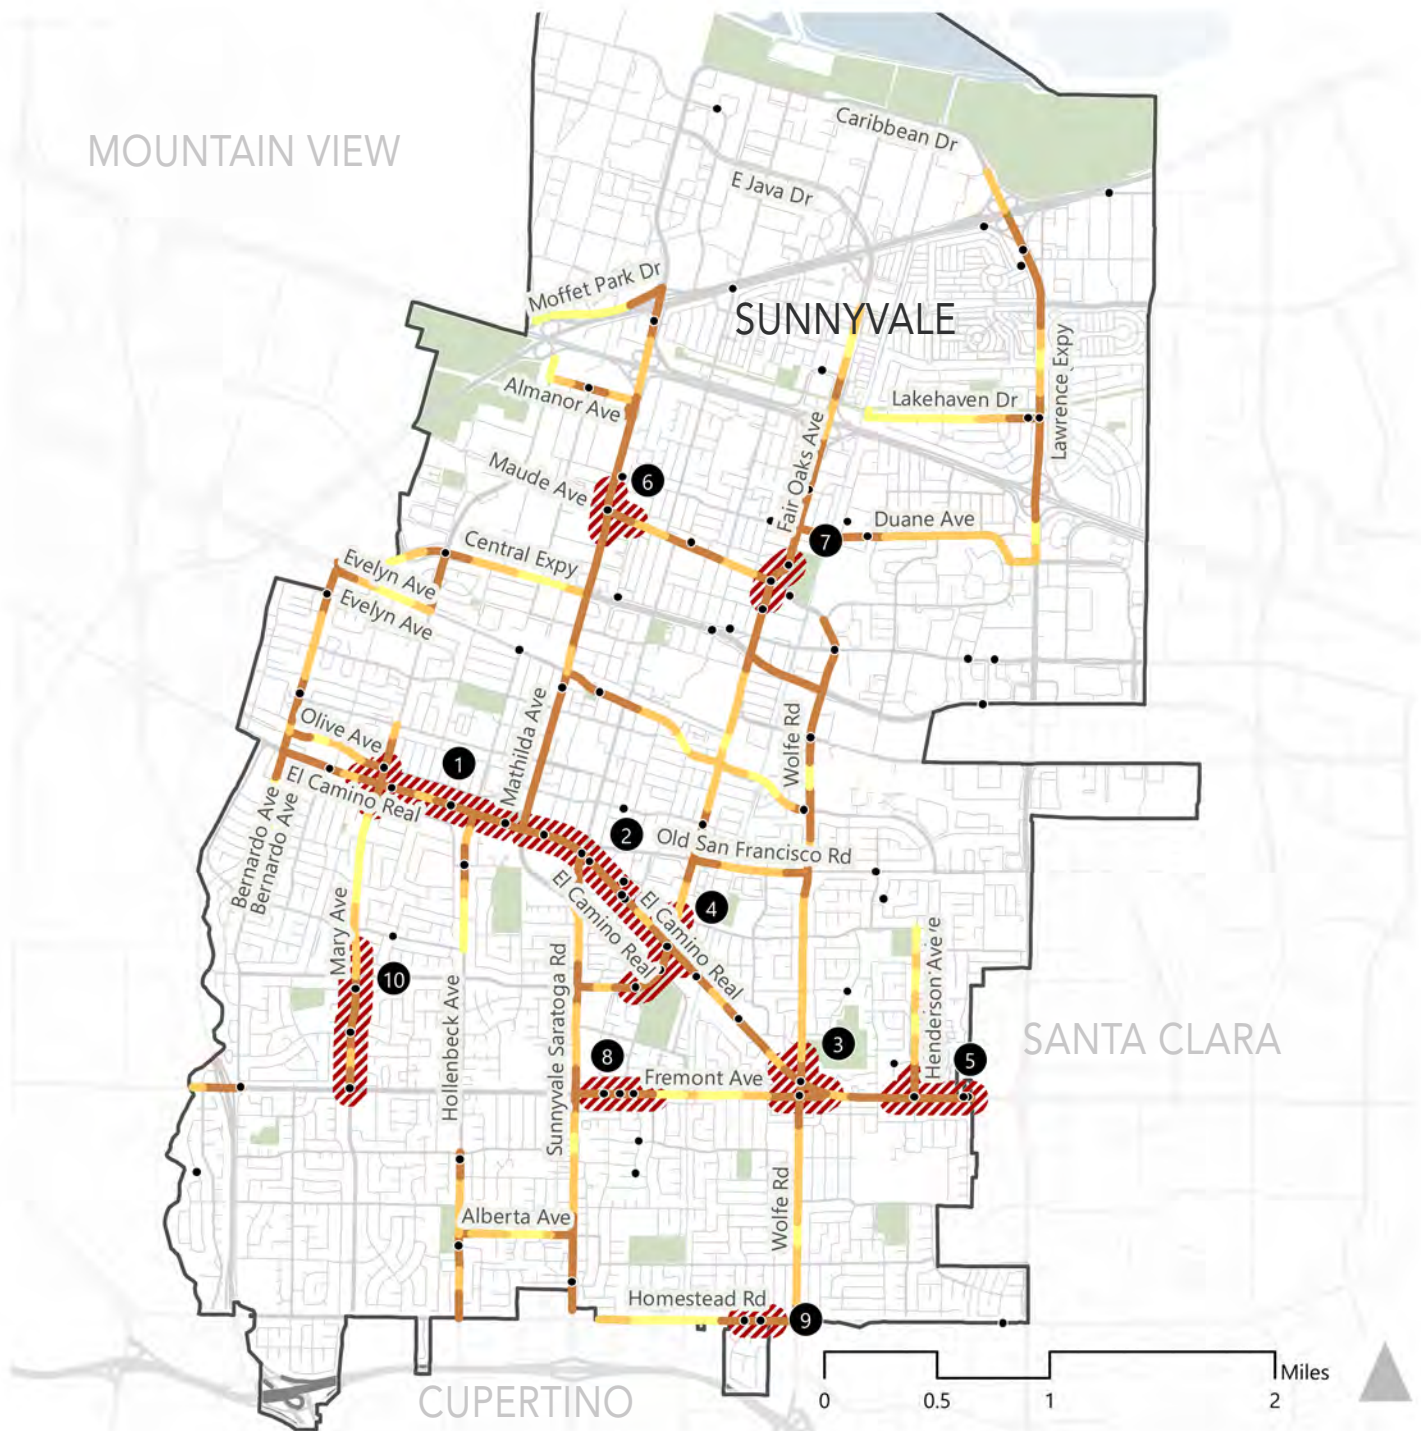 Caribbean Dr
MOUNTAIN VIEW
E Java Dr
Moffet Park Dr
SUNNYVALE
Lawrence Expy
Almanor Ave
Lakehaven Dr
Fair Oaks Ave
Maude Ave
6
Duane Ave
7
Central Expy
Evelyn Ave
Evelyn Ave
Mathilda Ave
Wolfe Rd
Olive Ave
1
El Camino Real
Bernardo Ave
Bernardo Ave
2
Old San Francisco Rd
El Camino Real
El Camino Real
4
Mary Ave
10
Hollenbeck Ave
Sunnyvale Saratoga Rd
Henderson Ave've
SANTA CLARA
3
8
5
Fremont Ave
Wolfe Rd
Alberta Ave
Homestead Rd
9
Miles
0 0.5 1 2
CUPERTINO